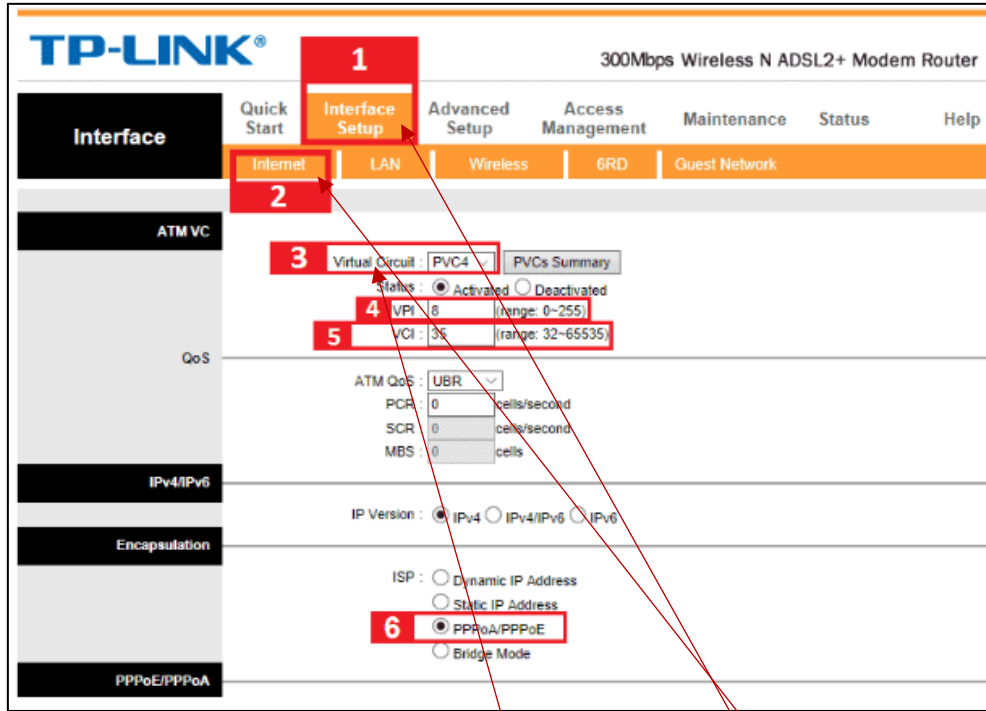 TP-LINK®
1
300Mbps Wireless N ADSL2+ Modem Router
Interface
Quick Start
Interface Setup
Advanced Setup
Access Management
Maintenance
Status
Help
Internet
LAN
Wireless
6RD
Guest Network
2
ATM VC
3 Virtual Circuit : PVC4 PVCs Summary
Status : Activated Deactivated
4 VPI : 8 (range: 0~255)
5 VCI : 35 (range: 32~65535)
QoS
ATM QoS : UBR
PCR : 0 cells/second
SCR : 0 cells/second
MBS : 0 cells
IPv4/IPv6
IP Version : IPv4 IPv4/IPv6 IPv6
Encapsulation
ISP : Dynamic IP Address
Static IP Address
6 PPPoA/PPPoE
Bridge Mode
PPPoE/PPPoA